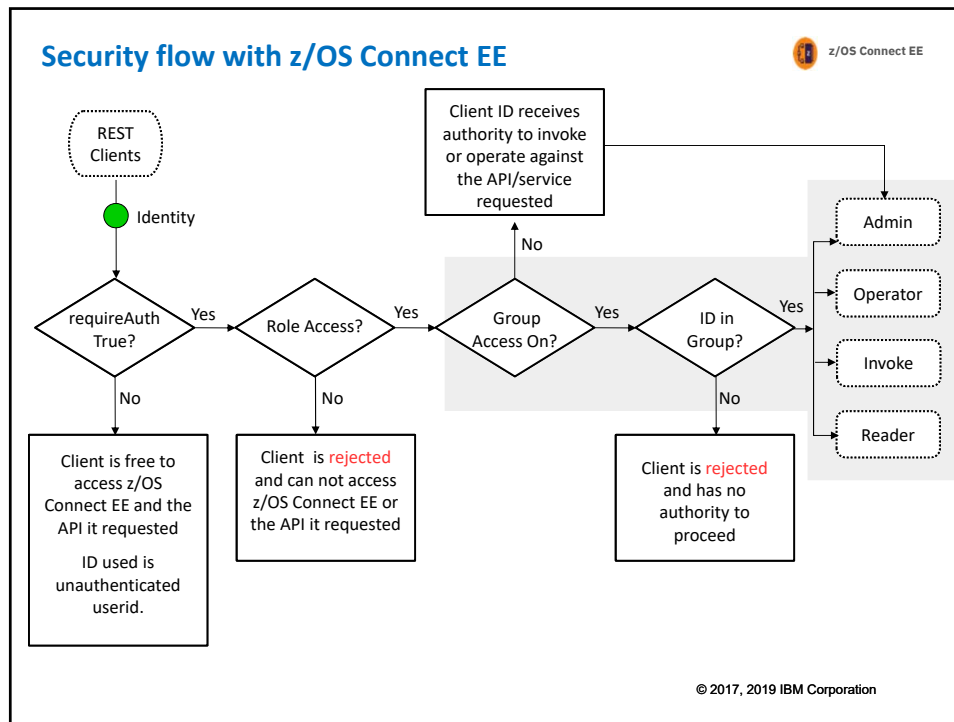 Security flow with z/OS Connect EE
z/OS Connect EE
REST
Clients
Identity
Client ID receives
authority to invoke
or operate against
the API/service
requested
No
requireAuth
True?
Yes
Role Access?
Yes
Group
Access On?
Yes
ID in
Group?
Yes
Admin
Operator
Invoke
Reader
No
No
No
Client is free to
access z/OS
Connect EE and the
API it requested
ID used is
unauthenticated
userid.
Client is rejected
and can not access
z/OS Connect EE or
the API it requested
Client is rejected
and has no
authority to
proceed
© 2017, 2019 IBM Corporation